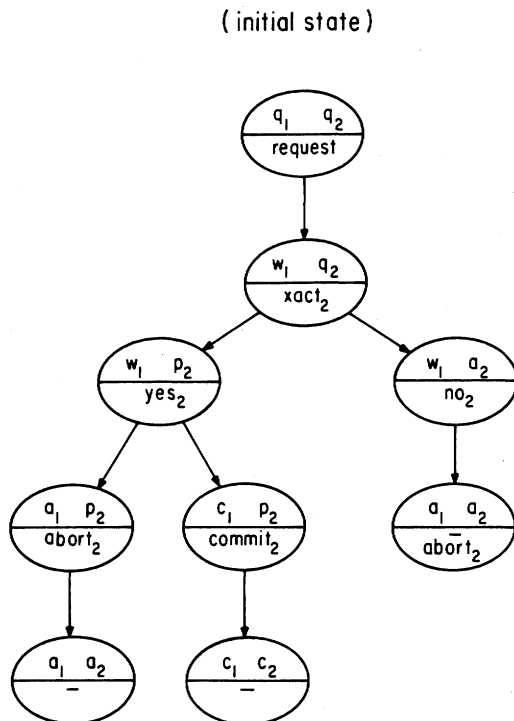 (initial state)
q₁ q₂
request
w₁ q₂
xact₂
w₁ p₂
yes₂
w₁ a₂
no₂
a₁ p₂
abort₂
c₁ p₂
commit₂
a₁ a₂
–
abort₂
a₁ a₂
–
c₁ c₂
–